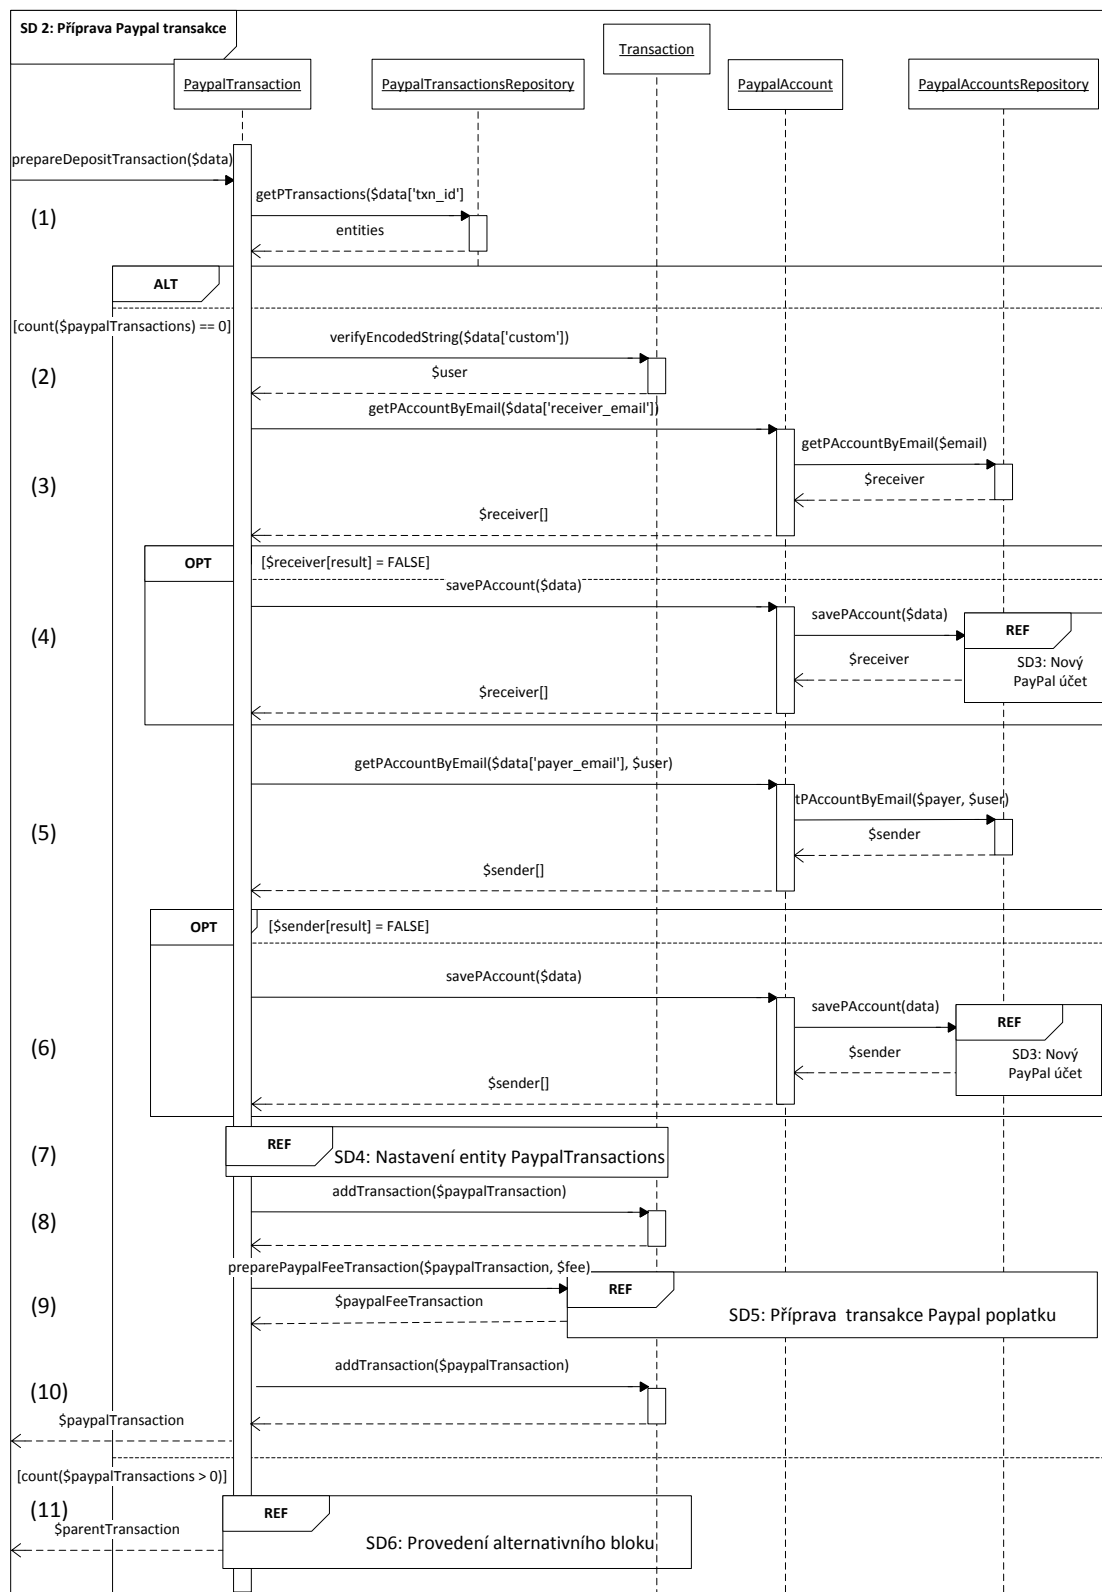 SD 2: Příprava Paypal transakce
Transaction
PaypalTransaction
PaypalTransactionsRepository
PaypalAccount
PaypalAccountsRepository
prepareDepositTransaction($data)
getPTransactions($data['txn_id']
(1)
entities
ALT
[count($paypalTransactions) == 0]
verifyEncodedString($data['custom'])
(2)
$user
getPAccountByEmail($data['receiver_email'])
getPAccountByEmail($email)
(3)
$receiver
$receiver[]
OPT
[$receiver[result] = FALSE]
savePAccount($data)
savePAccount($data)
REF
(4)
$receiver
SD3: Nový
PayPal účet
$receiver[]
getPAccountByEmail($data['payer_email'], $user)
tPAccountByEmail($payer, $user)
(5)
$sender
$sender[]
OPT
[$sender[result] = FALSE]
savePAccount($data)
savePAccount(data)
REF
(6)
$sender
SD3: Nový
PayPal účet
$sender[]
REF
(7)
SD4: Nastavení entity PaypalTransactions
addTransaction($paypalTransaction)
(8)
preparePaypalFeeTransaction($paypalTransaction, $fee)
REF
(9)
$paypalFeeTransaction
SD5: Příprava  transakce Paypal poplatku
addTransaction($paypalTransaction)
(10)
$paypalTransaction
[count($paypalTransactions > 0)]
(11)
REF
$parentTransaction
SD6: Provedení alternativního bloku